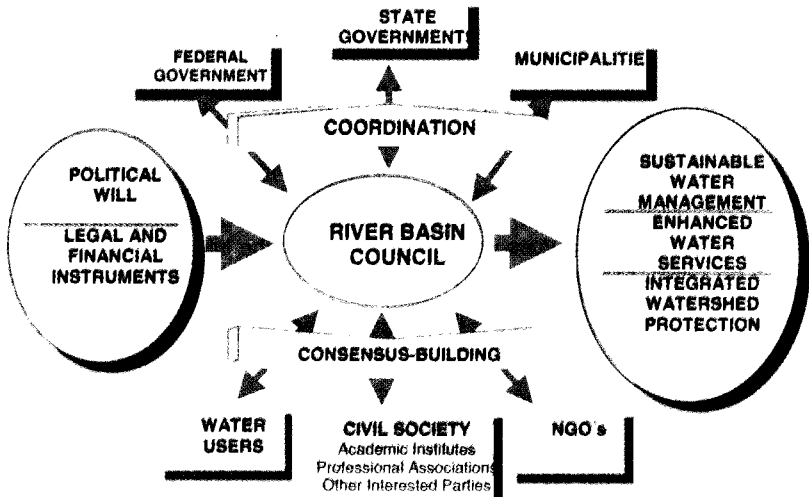 STATE
GOVERNMENTS
FEDERAL
GOVERNMENT
MUNICIPALITIE
COORDINATION
POLITICAL
WILL
LEGAL AND
FINANCIAL
INSTRUMENTS
RIVER BASIN
COUNCIL
SUSTAINABLE
WATER
MANAGEMENT
ENHANCED
WATER
SERVICES
INTEGRATED
WATERSHED
PROTECTION
CONSENSUS-BUILDING
WATER
USERS
CIVIL SOCIETY
Academic Institutes
Professional Associations
Other Interested Parties
NGO's